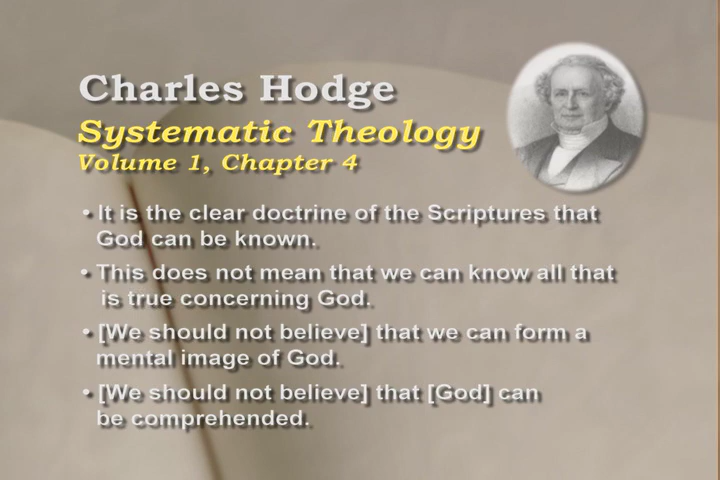 Charles Hodge
Systematic Theology
Volume 1, Chapter 4
• It is the clear doctrine of the Scriptures that
God can be known.
• This does not mean that we can know all that
is true concerning God.
• [We should not believe] that we can form a
mental image of God.
• [We should not believe] that [God] can
be comprehended.